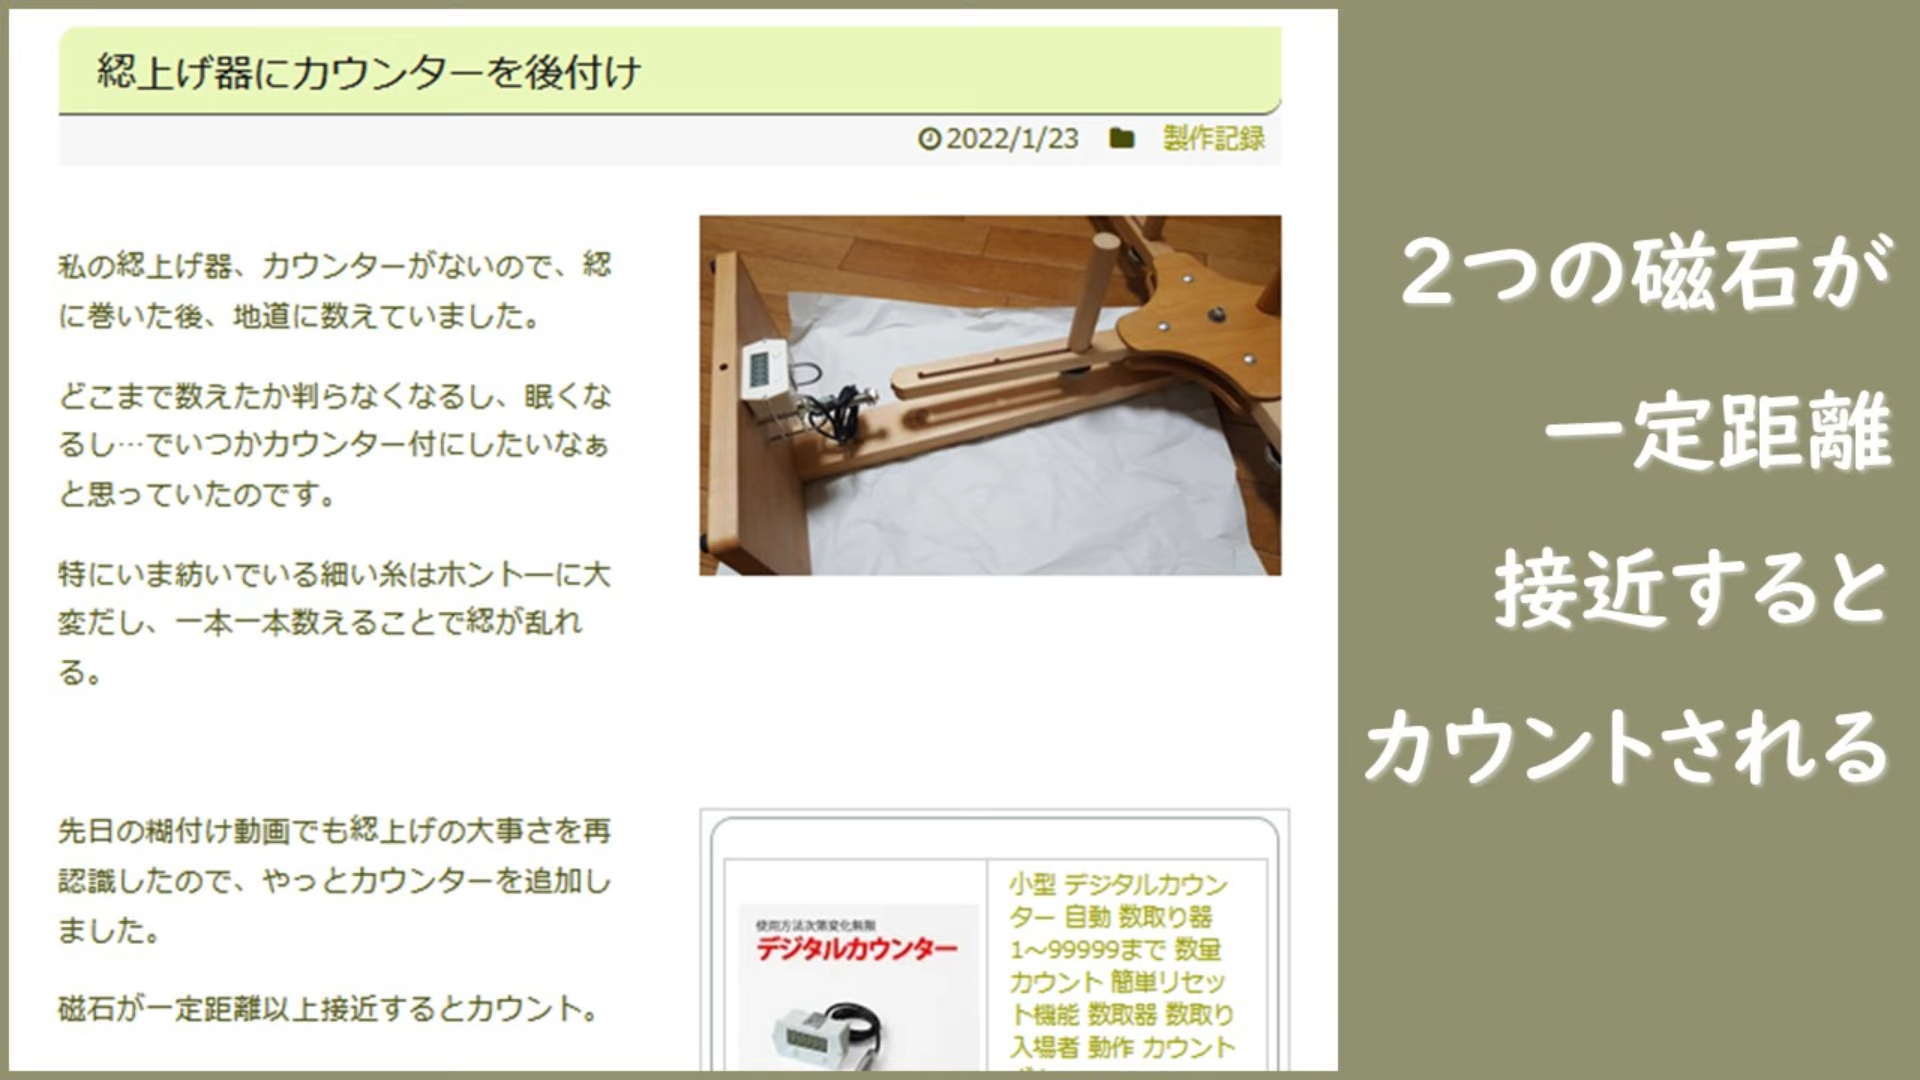 綛上げ器にカウンターを後付け
2022/1/23 製作記録
私の綛上げ器、カウンターがないので、綛
に巻いた後、地道に数えていました。
どこまで数えたか判らなくなるし、眠くな
るし…でいつかカウンター付にしたいなぁ
と思っていたのです。
特にいま紡いでいる細い糸はホントーに大
変だし、一本一本数えることで綛が乱れ
る。
先日の糊付け動画でも綛上げの大事さを再
認識したので、やっとカウンターを追加し
ました。
磁石が一定距離以上接近するとカウント。
使用方法次第変化無限
デジタルカウンター
小型 デジタルカウン
ター 自動 数取り器
1～99999まで 数量
カウント 簡単リセッ
ト機能 数取器 数取り
入場者 動作 カウント
2つの磁石が
一定距離
接近すると
カウントされる